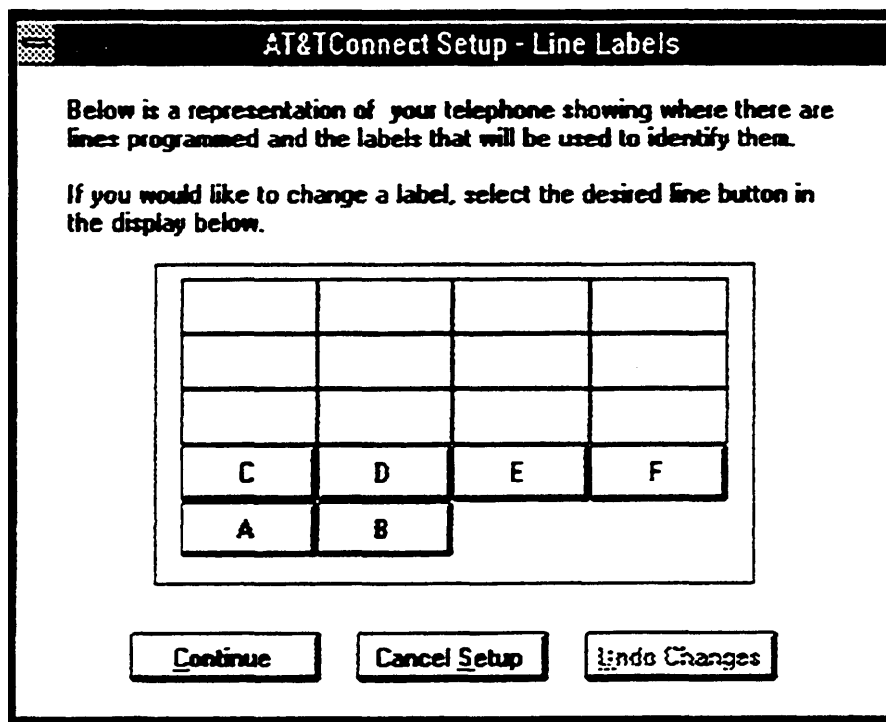 AT&TConnect Setup - Line Labels
Below is a representation of your telephone showing where there are
lines programmed and the labels that will be used to identify them.
If you would like to change a label, select the desired line button in
the display below.
C D E F
A B
Continue Cancel Setup Undo Changes